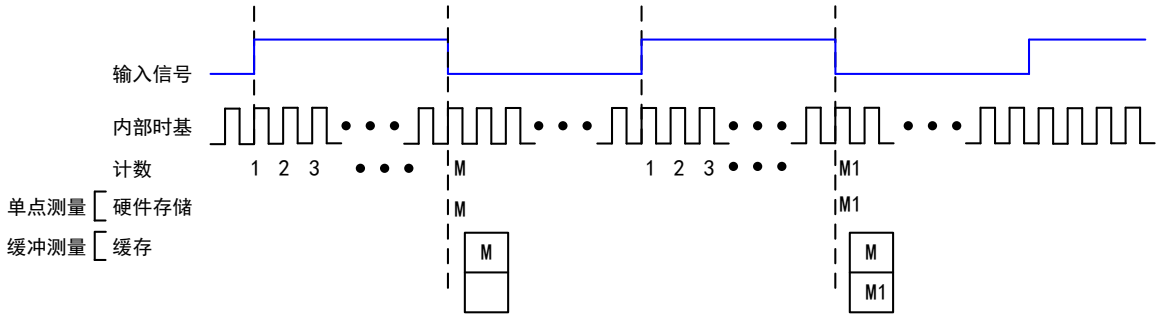 输入信号
内部时基
计数 1 2 3 M 1 2 3 M1
单点测量 硬件存储 M M1
缓冲测量 缓存 M M
M1